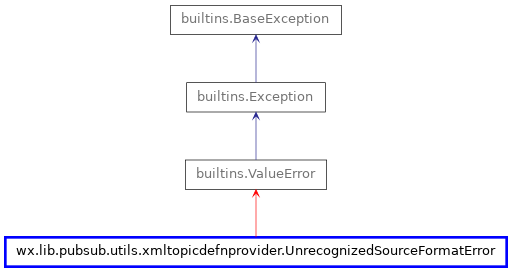 builtins.BaseException
builtins.Exception
builtins.ValueError
wx.lib.pubsub.utils.xmltopicdefnprovider.UnrecognizedSourceFormatError